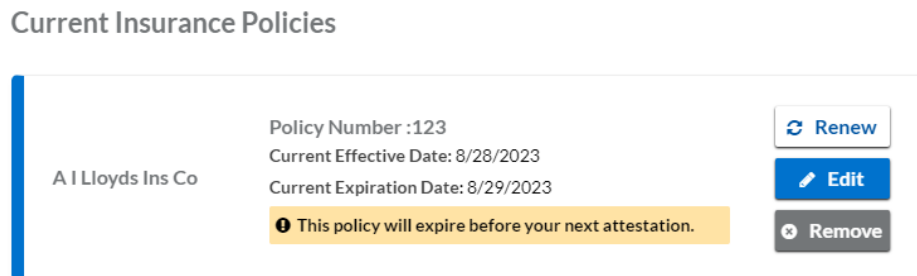 Current Insurance Policies
A I Lloyds Ins Co
Policy Number :123
Current Effective Date: 8/28/2023
Current Expiration Date: 8/29/2023
This policy will expire before your next attestation.
Renew
Edit
Remove